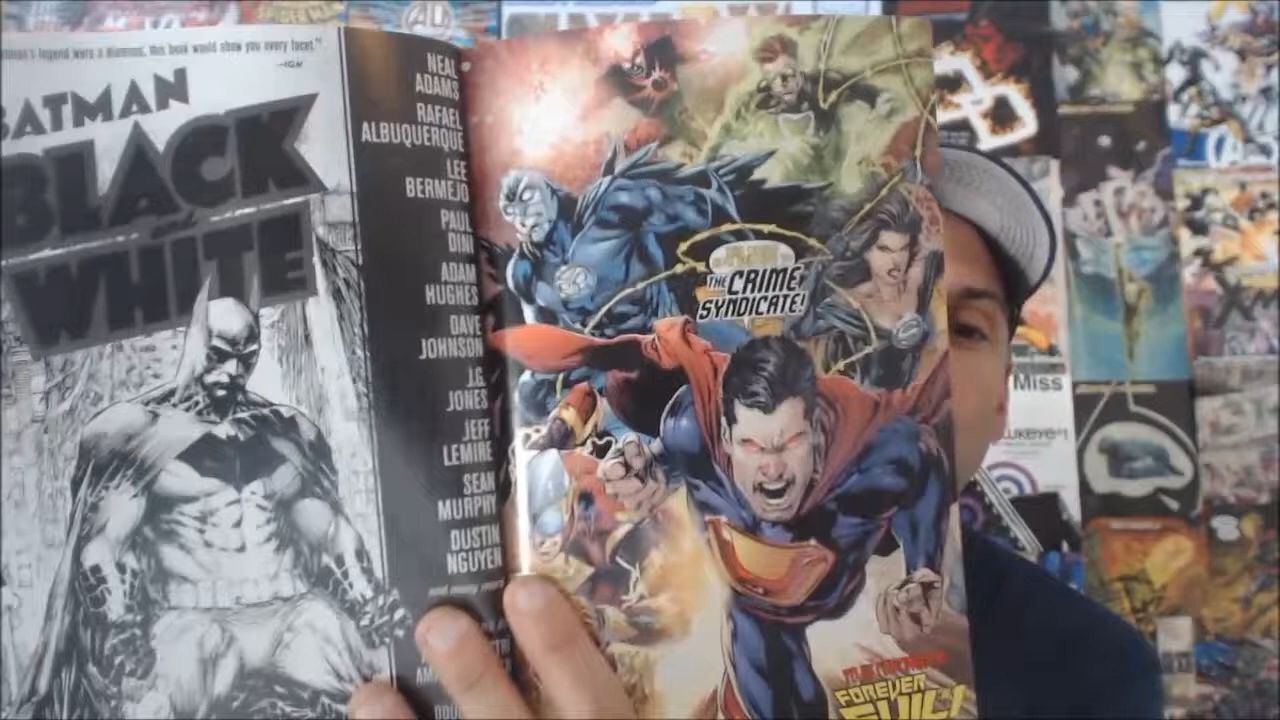 legend were a diamond, this book would show you every facet."
—IGN
BATMAN
BLACK
WHITE
NEAL
ADAMS
RAFAEL
ALBUQUERQUE
LEE
BERMEJO
PAUL
DINI
ADAM
HUGHES
DAVE
JOHNSON
J.G.
JONES
JEFF
LEMIRE
SEAN
MURPHY
DUSTIN
NGUYEN
THE CRIME
SYNDICATE!
FOREVER
EVIL!
Miss